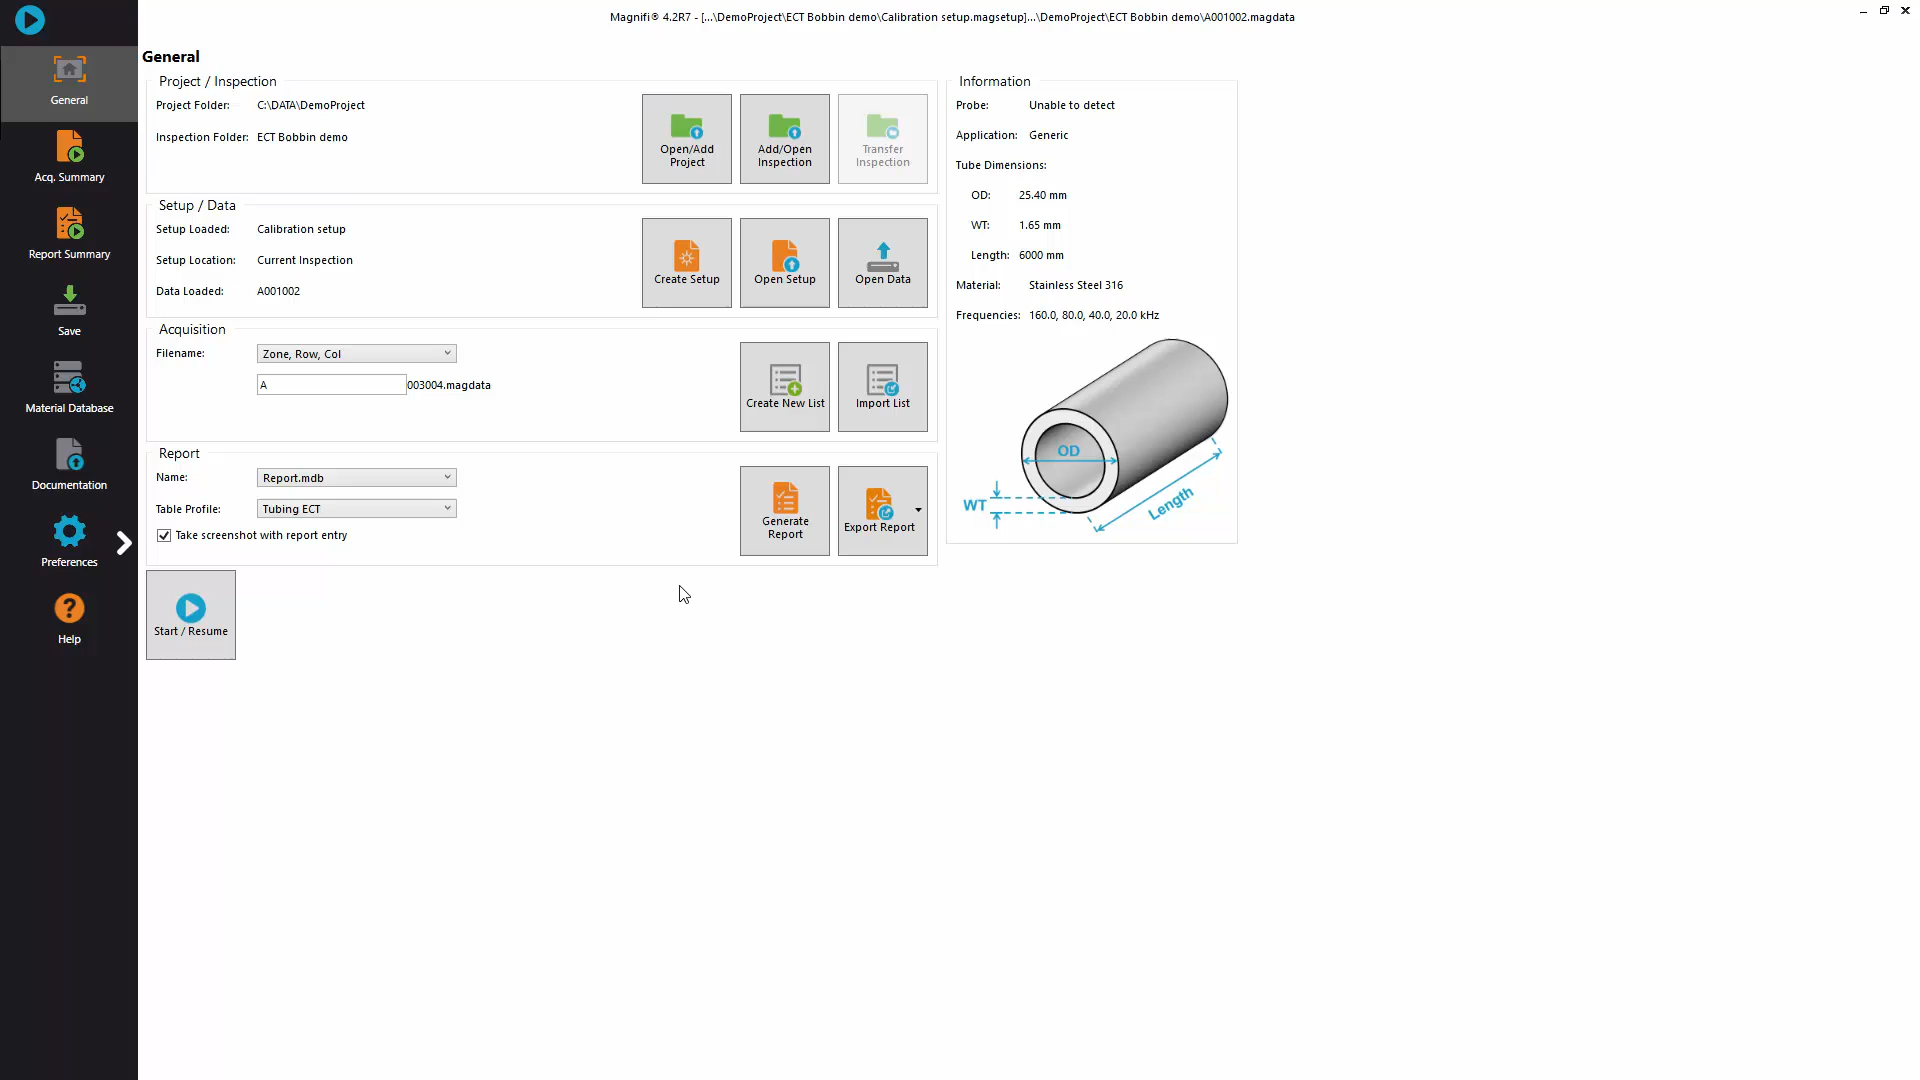 Magnifi® 4.2R7 - [...\DemoProject\ECT Bobbin demo\Calibration setup.magsetup]...\DemoProject\ECT Bobbin demo\A001002.magdata
General
Acq. Summary
Report Summary
Save
Material Database
Documentation
Preferences
Help
General
Project / Inspection
Project Folder: C:\DATA\DemoProject
Inspection Folder: ECT Bobbin demo
Open/Add
Project
Add/Open
Inspection
Transfer
Inspection
Setup / Data
Setup Loaded: Calibration setup
Setup Location: Current Inspection
Data Loaded: A001002
Create Setup
Open Setup
Open Data
Acquisition
Filename: Zone, Row, Col
A 003004.magdata
Create New List
Import List
Report
Name: Report.mdb
Table Profile: Tubing ECT
Take screenshot with report entry
Generate
Report
Export Report
Start / Resume
Information
Probe: Unable to detect
Application: Generic
Tube Dimensions:
OD: 25.40 mm
WT: 1.65 mm
Length: 6000 mm
Material: Stainless Steel 316
Frequencies: 160.0, 80.0, 40.0, 20.0 kHz
OD
WT
Length